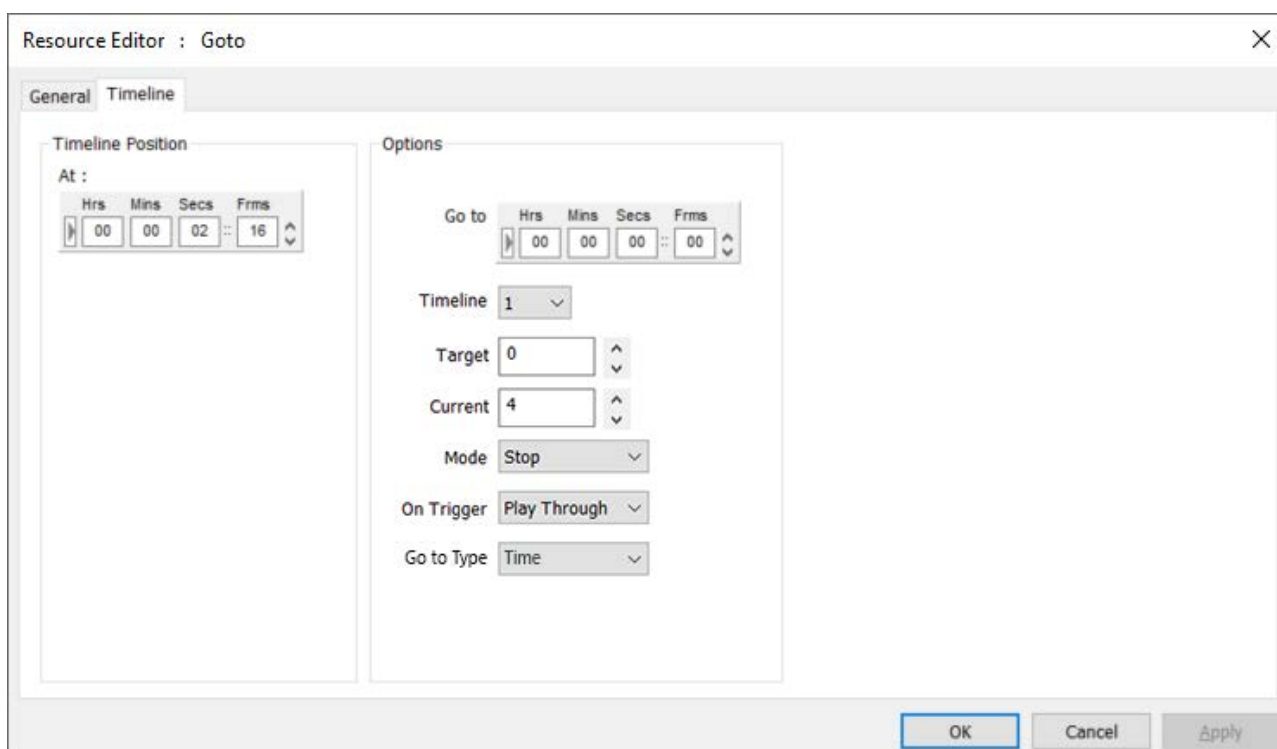 Resource Editor : Goto
General Timeline
Timeline Position
At :
Hrs Mins Secs Frms
00 00 02 :: 16
Options
Go to
Hrs Mins Secs Frms
00 00 00 :: 00
Timeline 1
Target 0
Current 4
Mode Stop
On Trigger Play Through
Go to Type Time
OK Cancel Apply